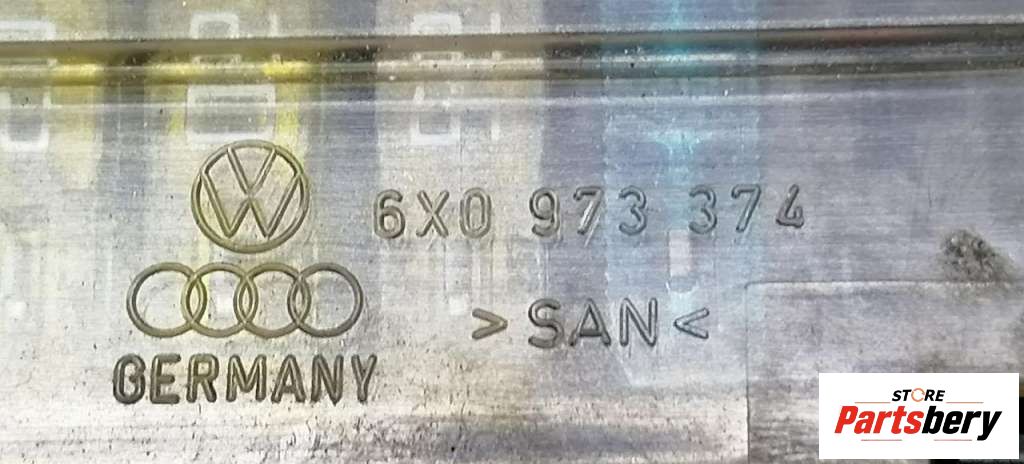 6X0 973 374
>SAN<
GERMANY
STORE
Partsbery